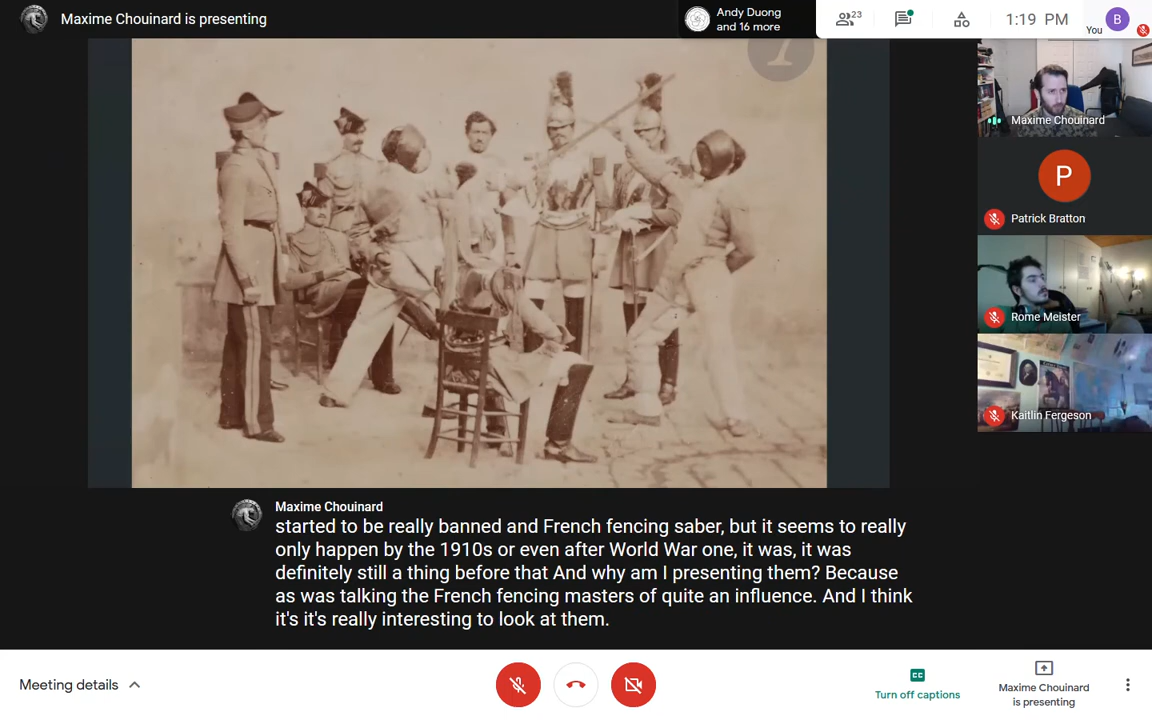 Maxime Chouinard is presenting
Andy Duong
and 16 more
23
1:19 PM
You
B
1
Maxime Chouinard
P
Patrick Bratton
Rome Meister
Kaitlin Fergeson
Maxime Chouinard
started to be really banned and French fencing saber, but it seems to really
only happen by the 1910s or even after World War one, it was, it was
definitely still a thing before that And why am I presenting them? Because
as was talking the French fencing masters of quite an influence. And I think
it's it's really interesting to look at them.
Meeting details
CC
Turn off captions
Maxime Chouinard
is presenting